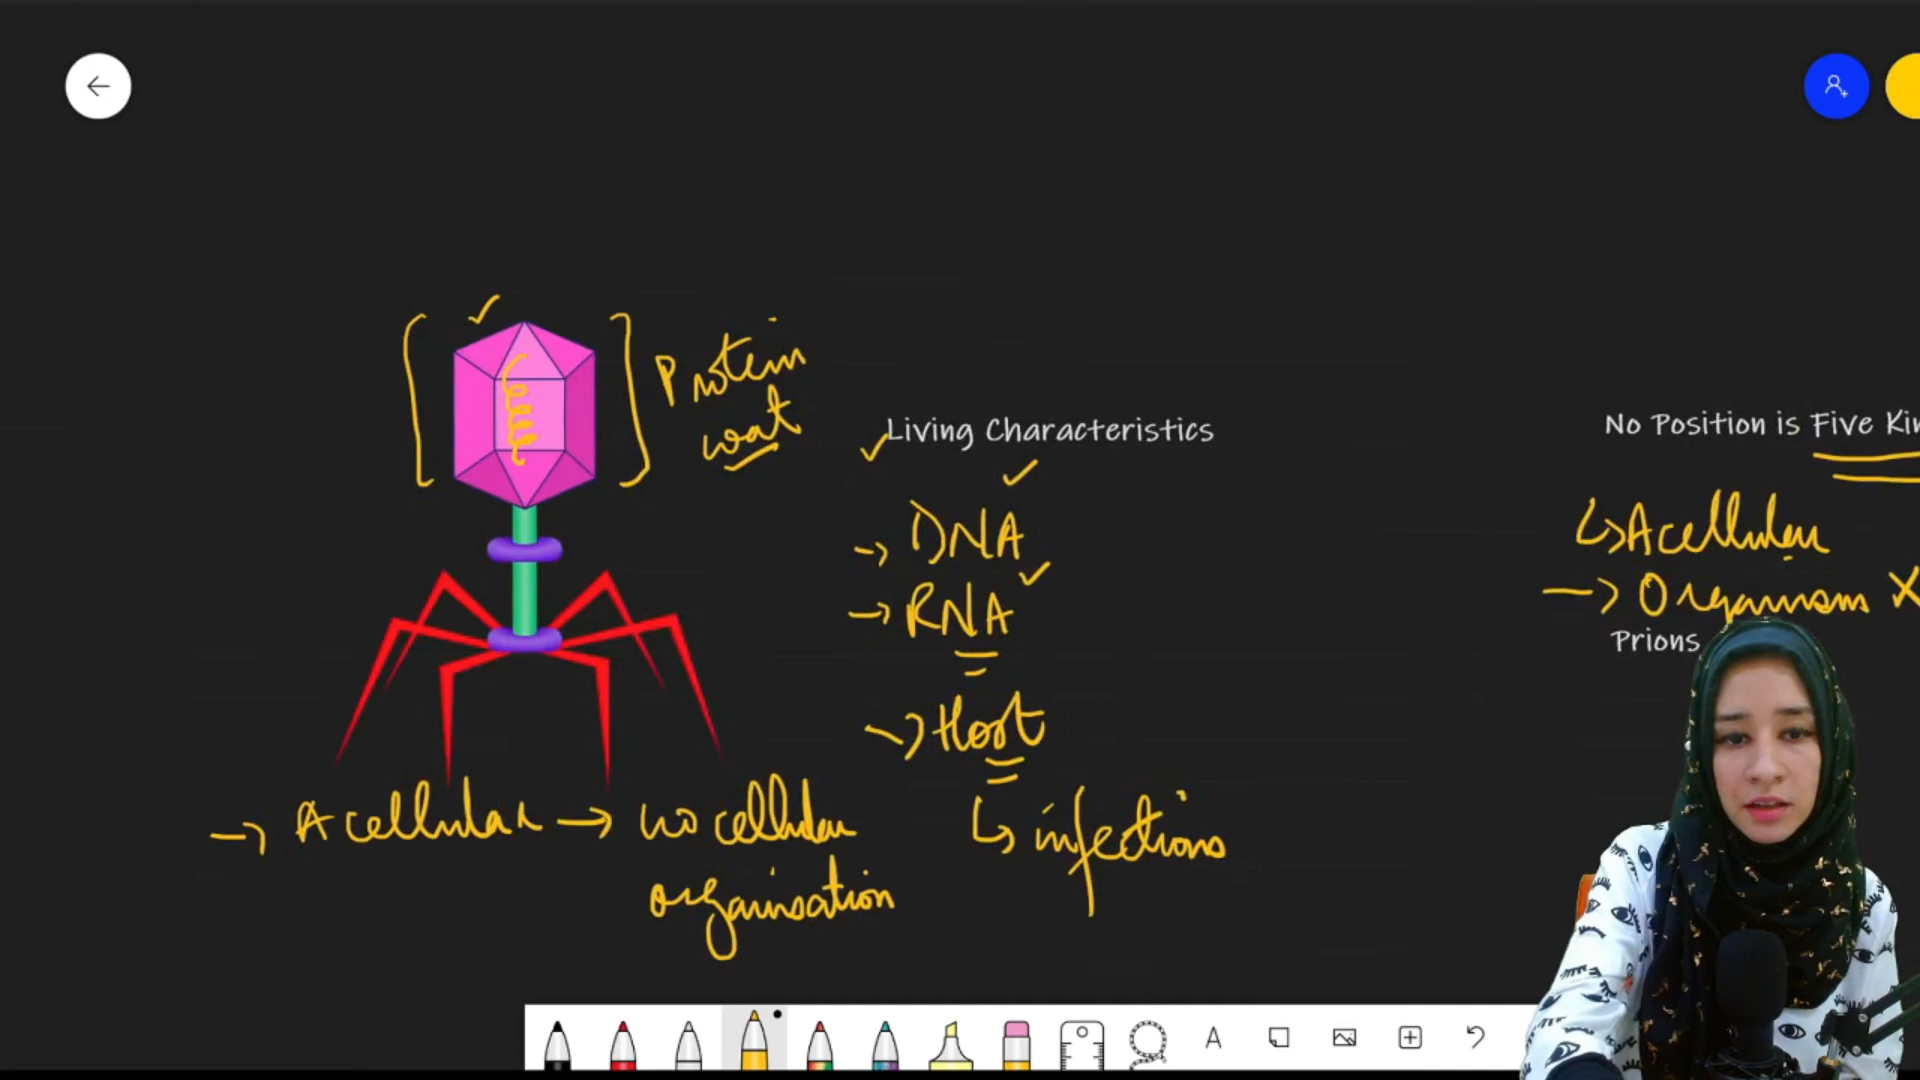 Protein
coat
Living Characteristics
DNA
RNA
Host
infections
Acellular → no cellular
organisation
No Position is Five Kin
Acellular
Organism X
Prions
A